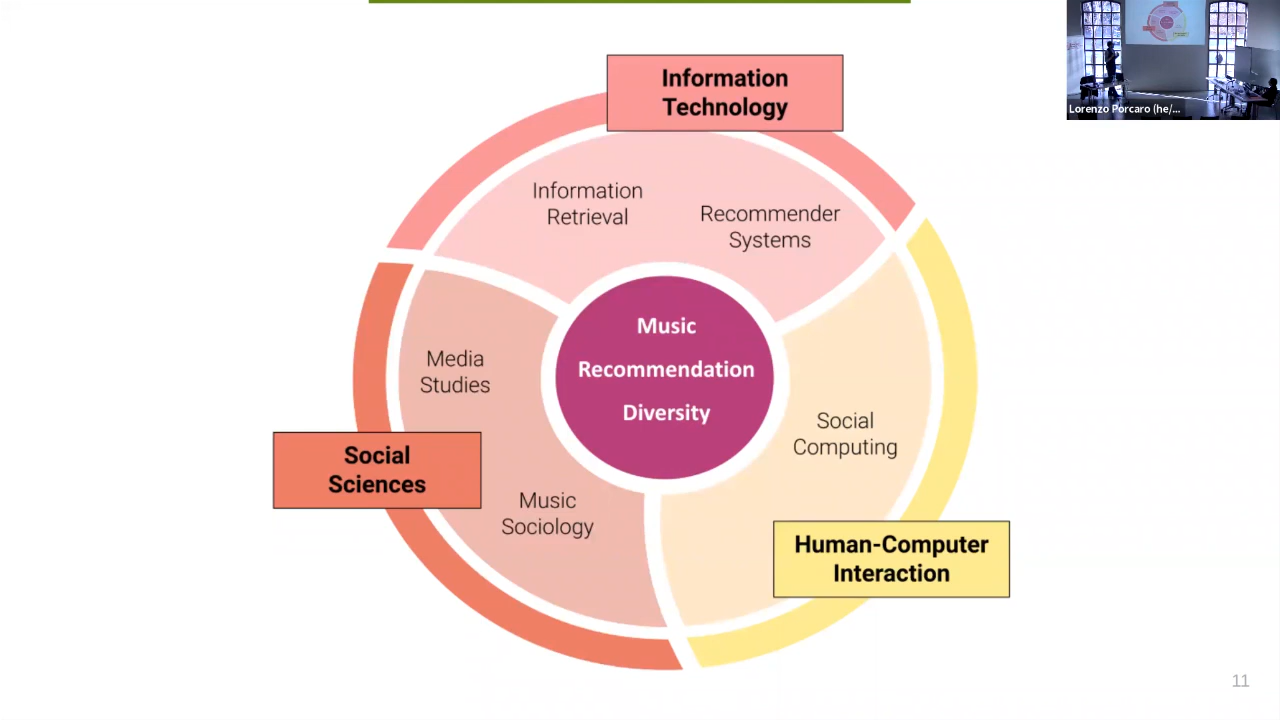 Information
Technology
Lorenzo Porcaro (he/...
Information
Retrieval
Recommender
Systems
Music
Recommendation
Diversity
Media
Studies
Social
Computing
Social
Sciences
Music
Sociology
Human-Computer
Interaction
11